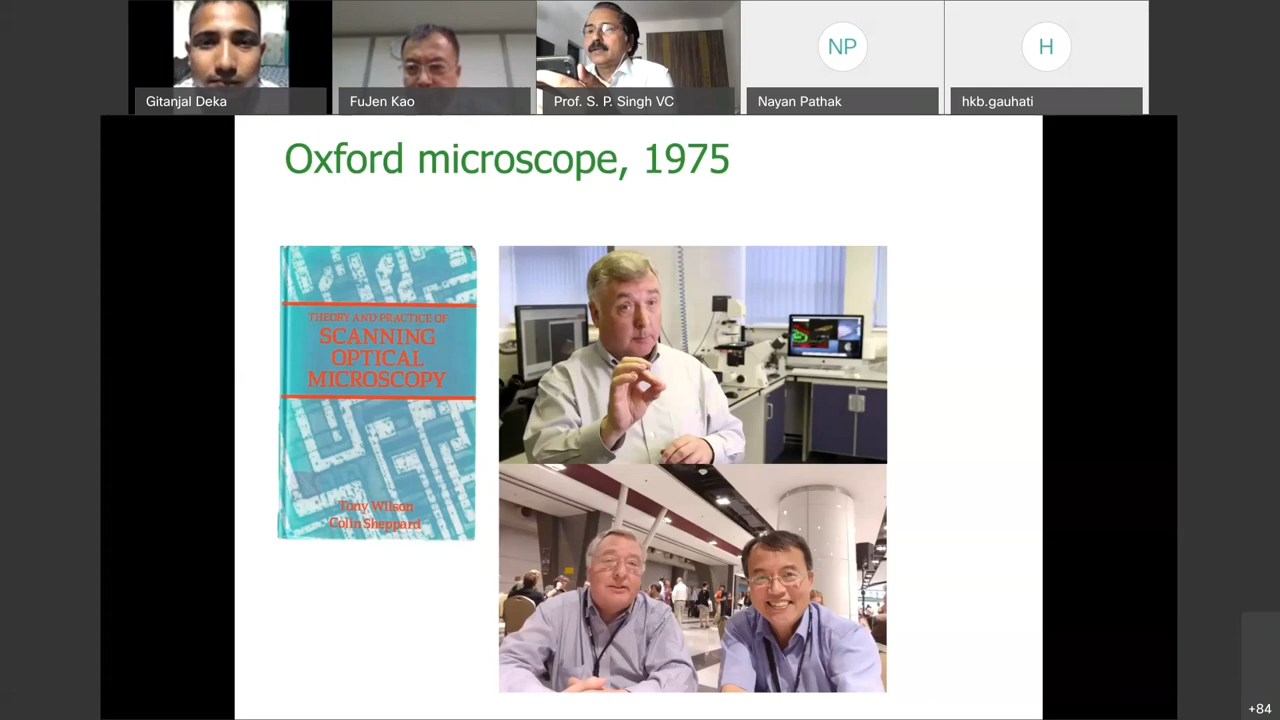 Gitanjal Deka
FuJen Kao
Prof. S. P. Singh VC
NP
Nayan Pathak
H
hkb.gauhati
Oxford microscope, 1975
THEORY AND PRACTICE OF
SCANNING
OPTICAL
MICROSCOPY
Tony Wilson
Colin Sheppard
+84